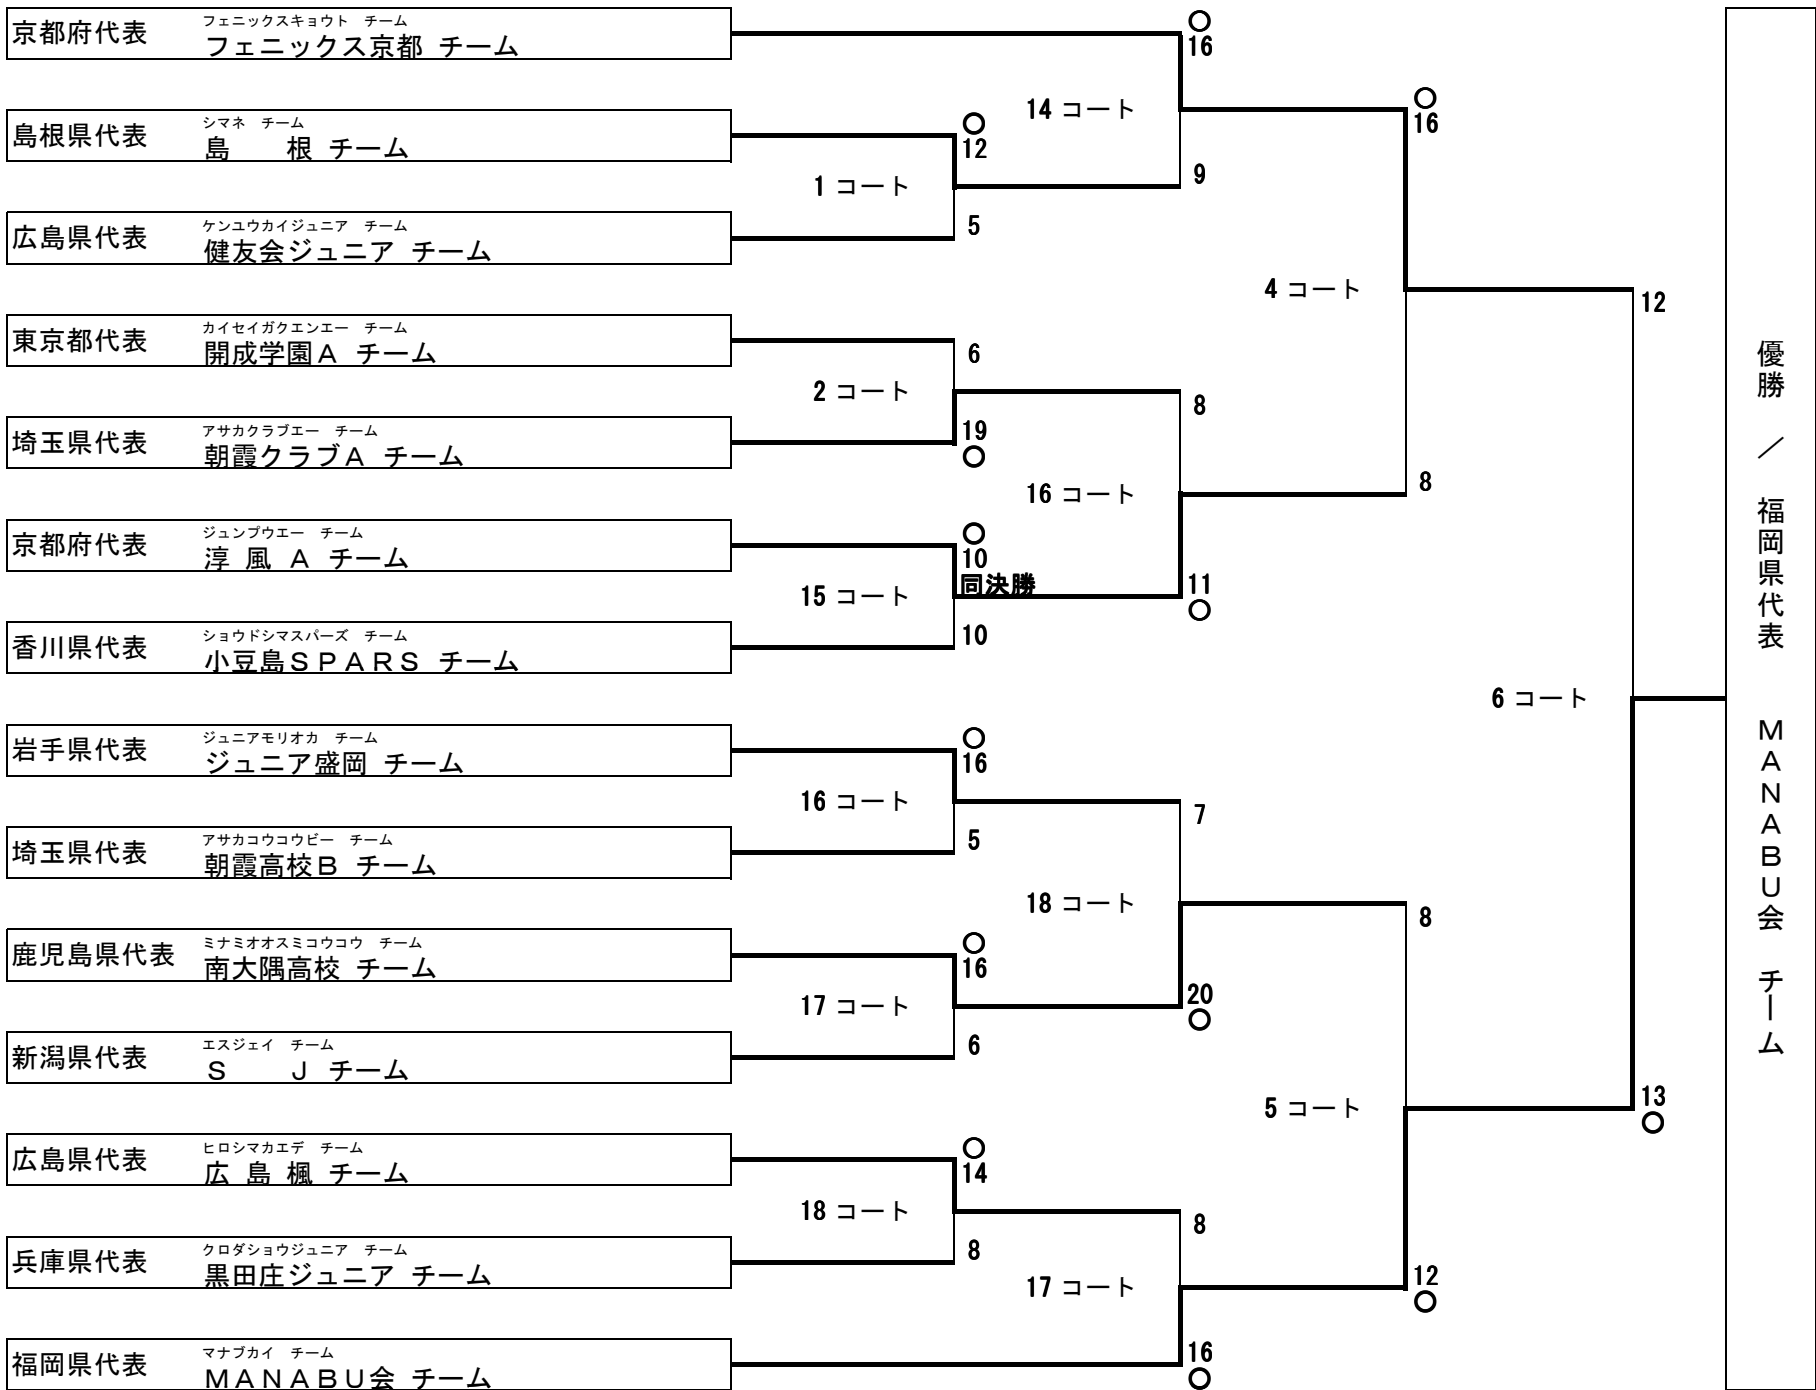 京都府代表
フェニックスキョウト チーム
フェニックス京都 チーム
島根県代表
シマネ チーム
島 根 チーム
広島県代表
ケンユウカイジュニア チーム
健友会ジュニア チーム
東京都代表
カイセイガクエンエー チーム
開成学園A チーム
埼玉県代表
アサカクラブエー チーム
朝霞クラブA チーム
京都府代表
ジュンプウエー チーム
淳 風 A チーム
香川県代表
ショウドシマスパーズ チーム
小豆島SPARS チーム
岩手県代表
ジュニアモリオカ チーム
ジュニア盛岡 チーム
埼玉県代表
アサカコウコウビー チーム
朝霞高校B チーム
鹿児島県代表
ミナミオオスミコウコウ チーム
南大隅高校 チーム
新潟県代表
エスジェイ チーム
S J チーム
広島県代表
ヒロシマカエデ チーム
広 島 楓 チーム
兵庫県代表
クロダショウジュニア チーム
黒田庄ジュニア チーム
福岡県代表
マナブカイ チーム
MANABU会 チーム
○
12
1 コート
5
6
2 コート
19
○
○
10
同決勝
15 コート
10
○
16
16 コート
5
○
16
17 コート
6
○
14
18 コート
8
○
16
14 コート
9
8
16 コート
11
○
7
18 コート
20
○
8
17 コート
16
○
○
16
4 コート
8
8
5 コート
12
○
12
6 コート
13
○
優勝 / 福岡県代表 MANABU会 チーム